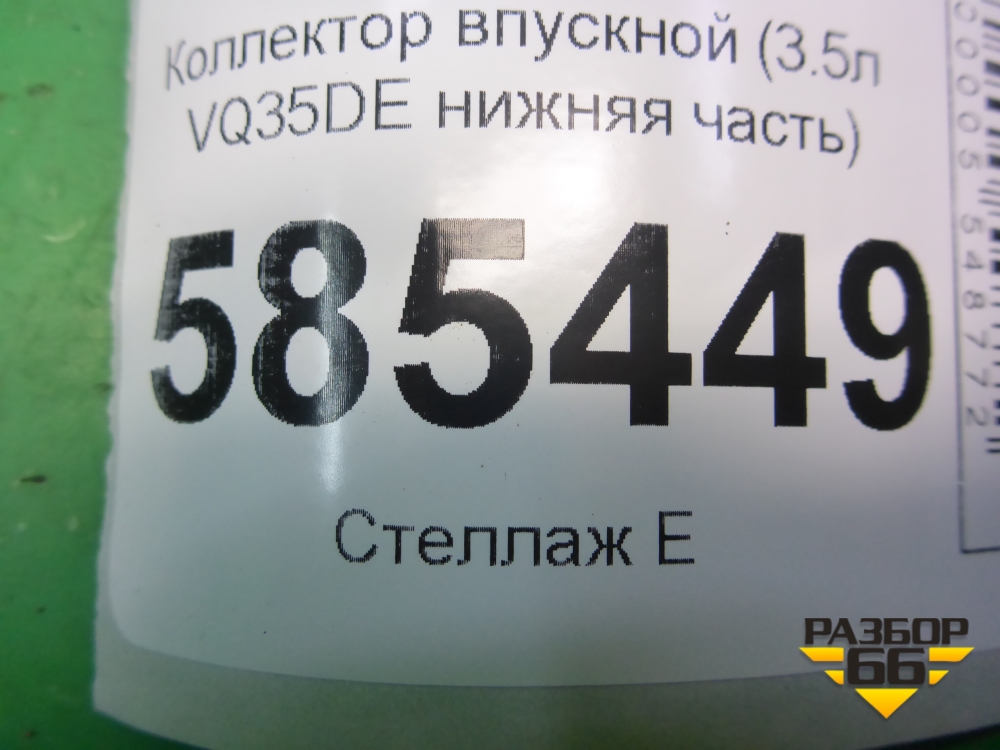 Коллектор впускной (3.5л
VQ35DE нижняя часть)
585449
Стеллаж Е
РАЗБОР
66